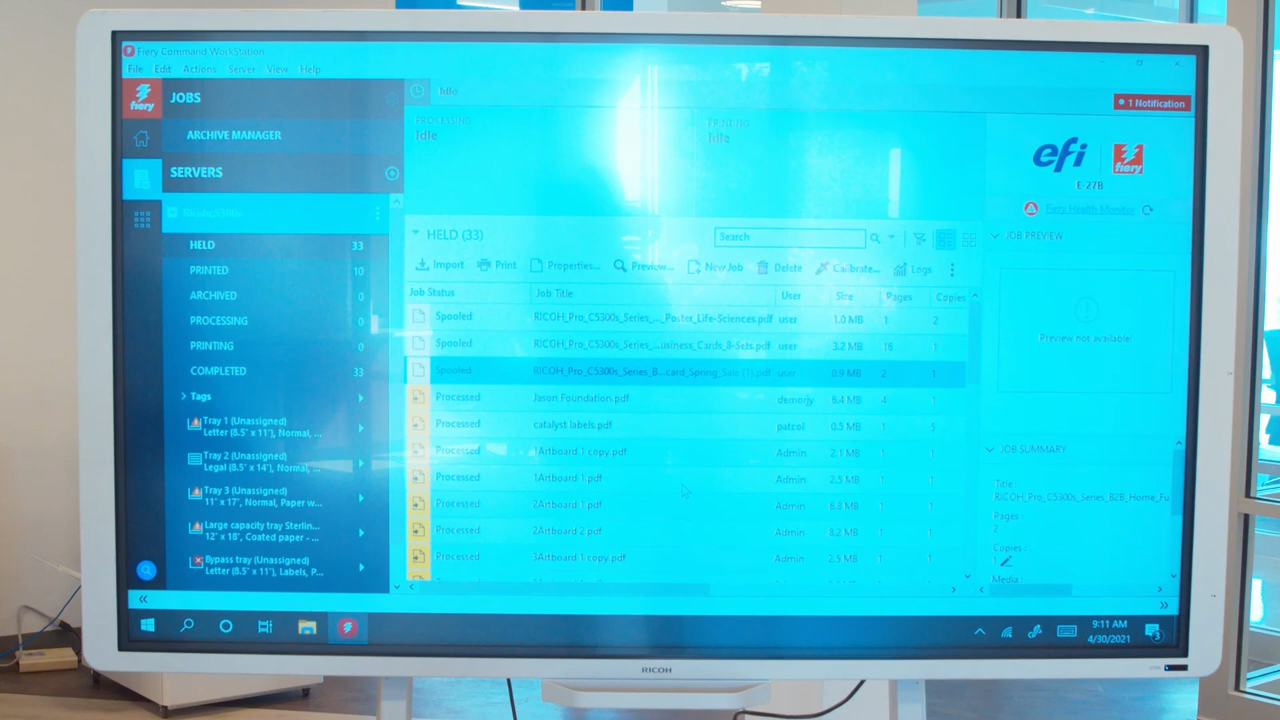 Fiery Command WorkStation
File Edit Actions Server View Help
fiery
JOBS
Idle
1 Notification
ARCHIVE MANAGER
PROCESSING
Idle
PRINTING
Idle
efi
fiery
E-27B
SERVERS
Fiery Health Monitor
HELD 33
PRINTED 10
ARCHIVED 0
PROCESSING 0
PRINTING 0
COMPLETED 33
Tags
Tray 1 (Unassigned)
Letter (8.5" x 11"), Normal, ...
Tray 2 (Unassigned)
Legal (8.5" x 14"), Normal, ...
Tray 3 (Unassigned)
11" x 17", Normal, Paper w...
Large capacity tray Sterlin...
12" x 18", Coated paper - ...
Bypass tray (Unassigned)
Letter (8.5" x 11"), Labels, P...
HELD (33)
Search
Import Print Properties... Preview... New Job Delete Calibrate... Logs
Job Status Job Title User Size Pages Copies
Spooled RICOH_Pro_C5300s_Series_..._Poster_Life-Sciences.pdf user 1.0 MB 1 2
Spooled RICOH_Pro_C5300s_Series_...usiness_Cards_8-Sets.pdf user 3.2 MB 16 1
Spooled RICOH_Pro_C5300s_Series_B...card_Spring_Sale (1).pdf user 0.9 MB 2 1
Processed Jason Foundation.pdf demorjy 6.4 MB 4 1
Processed catalyst labels.pdf patcol 0.5 MB 1 5
Processed 1Artboard 1 copy.pdf Admin 2.1 MB 1 1
Processed 1Artboard 1.pdf Admin 2.5 MB 1 1
Processed 2Artboard 1.pdf Admin 6.8 MB 1 1
Processed 2Artboard 2.pdf Admin 8.2 MB 1 1
Processed 3Artboard 1 copy.pdf Admin 2.5 MB 1 1
JOB PREVIEW
Preview not available!
JOB SUMMARY
Title :
RICOH_Pro_C5300s_Series_B2B_Home_Fu
Pages :
2
Copies :
1
Media :
9:11 AM
4/30/2021
3
RICOH